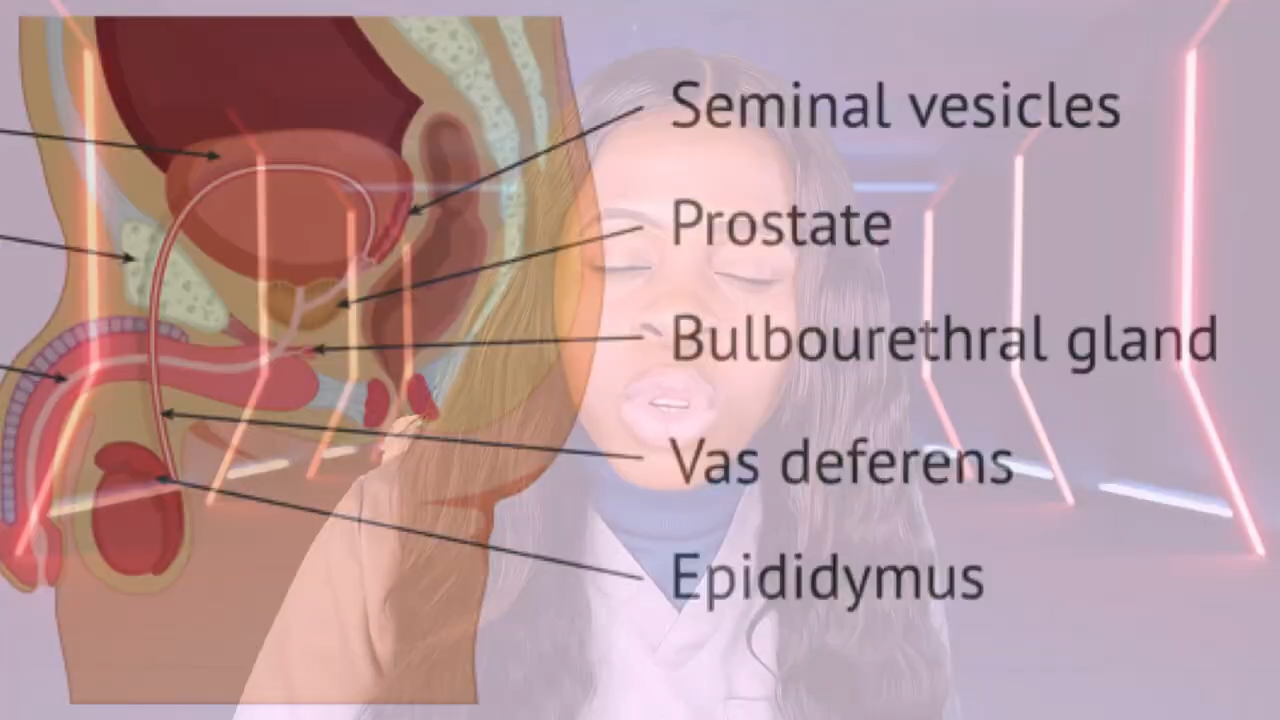 Seminal vesicles
Prostate
Bulbourethral gland
Vas deferens
Epididymus